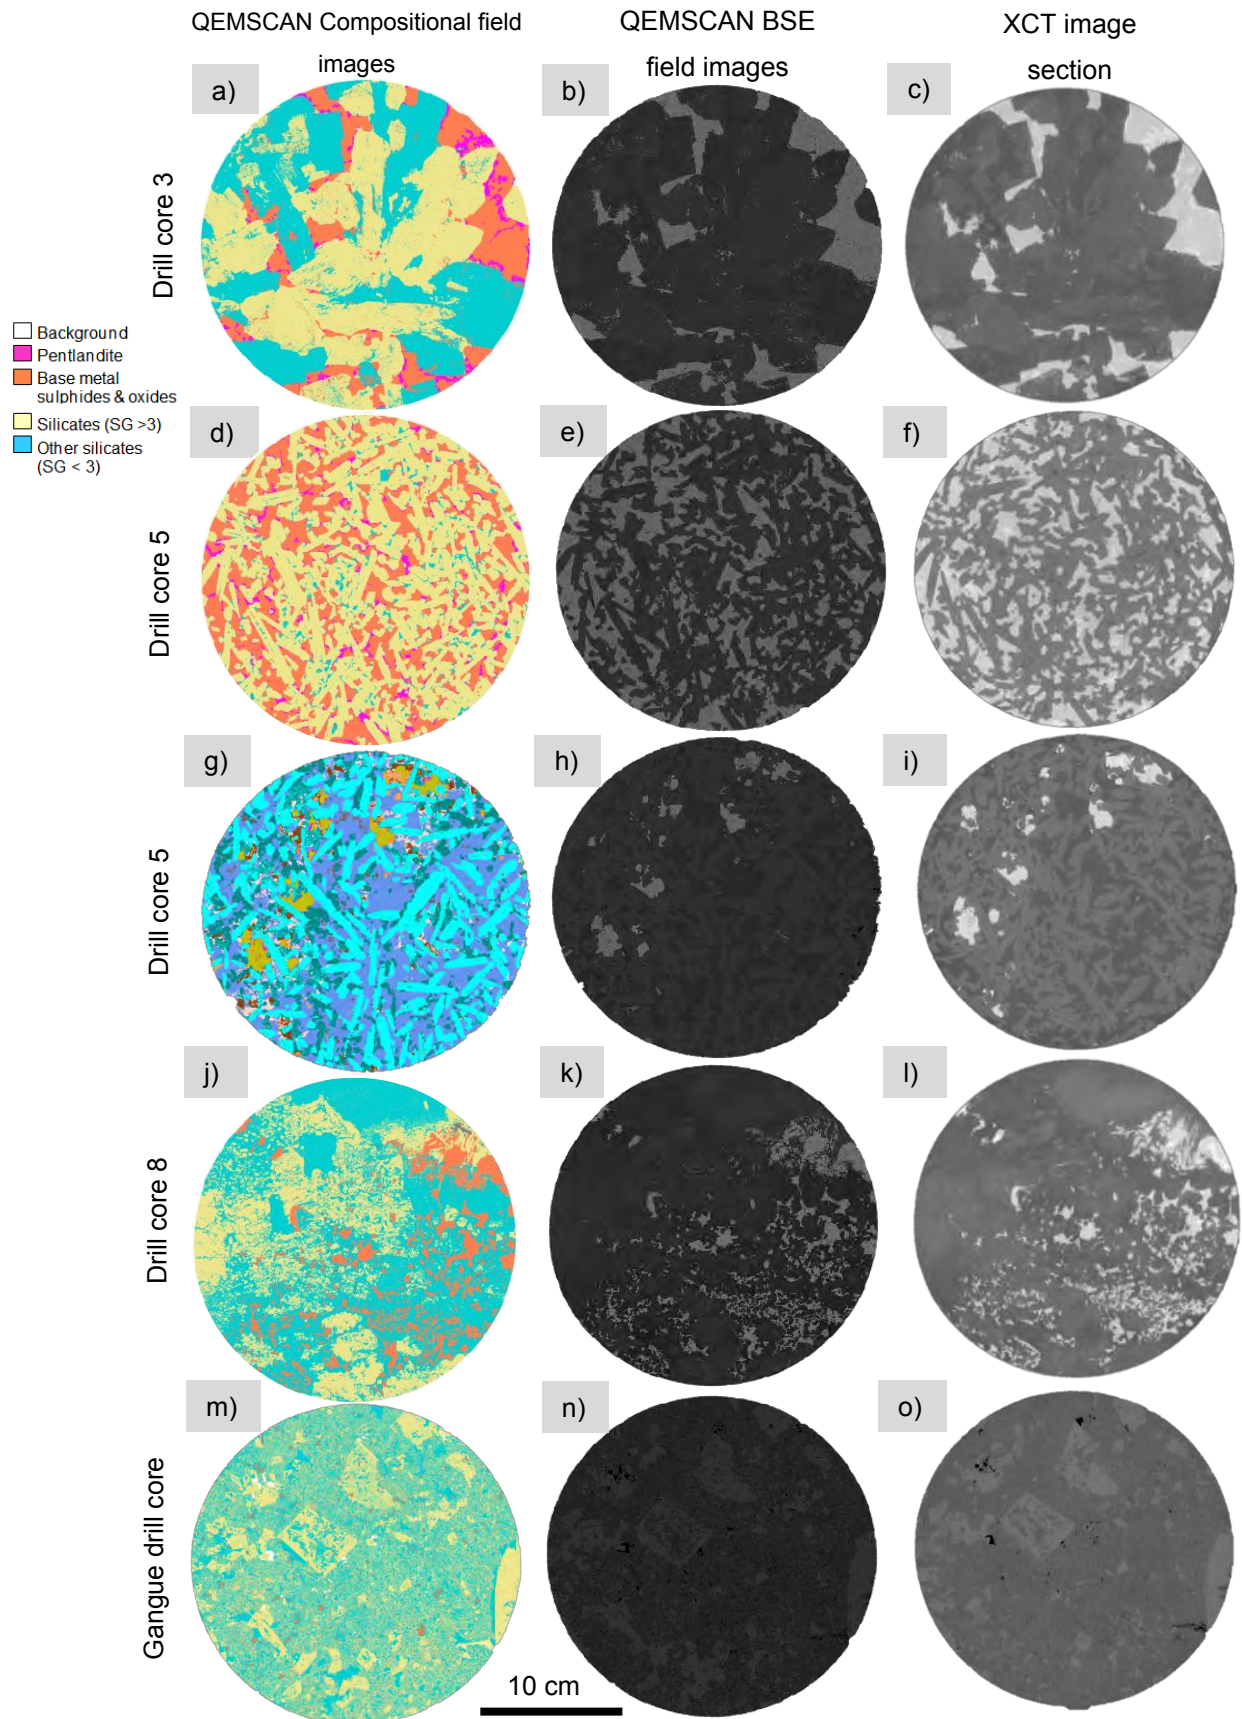 QEMSCAN Compositional field
images
QEMSCAN BSE
field images
XCT image
section
a)
b)
c)
Drill core 3
Background
Pentlandite
Base metal
sulphides & oxides
Silicates (SG >3)
Other silicates
(SG < 3)
d)
e)
f)
Drill core 5
g)
h)
i)
Drill core 5
j)
k)
l)
Drill core 8
m)
n)
o)
Gangue drill core
10 cm